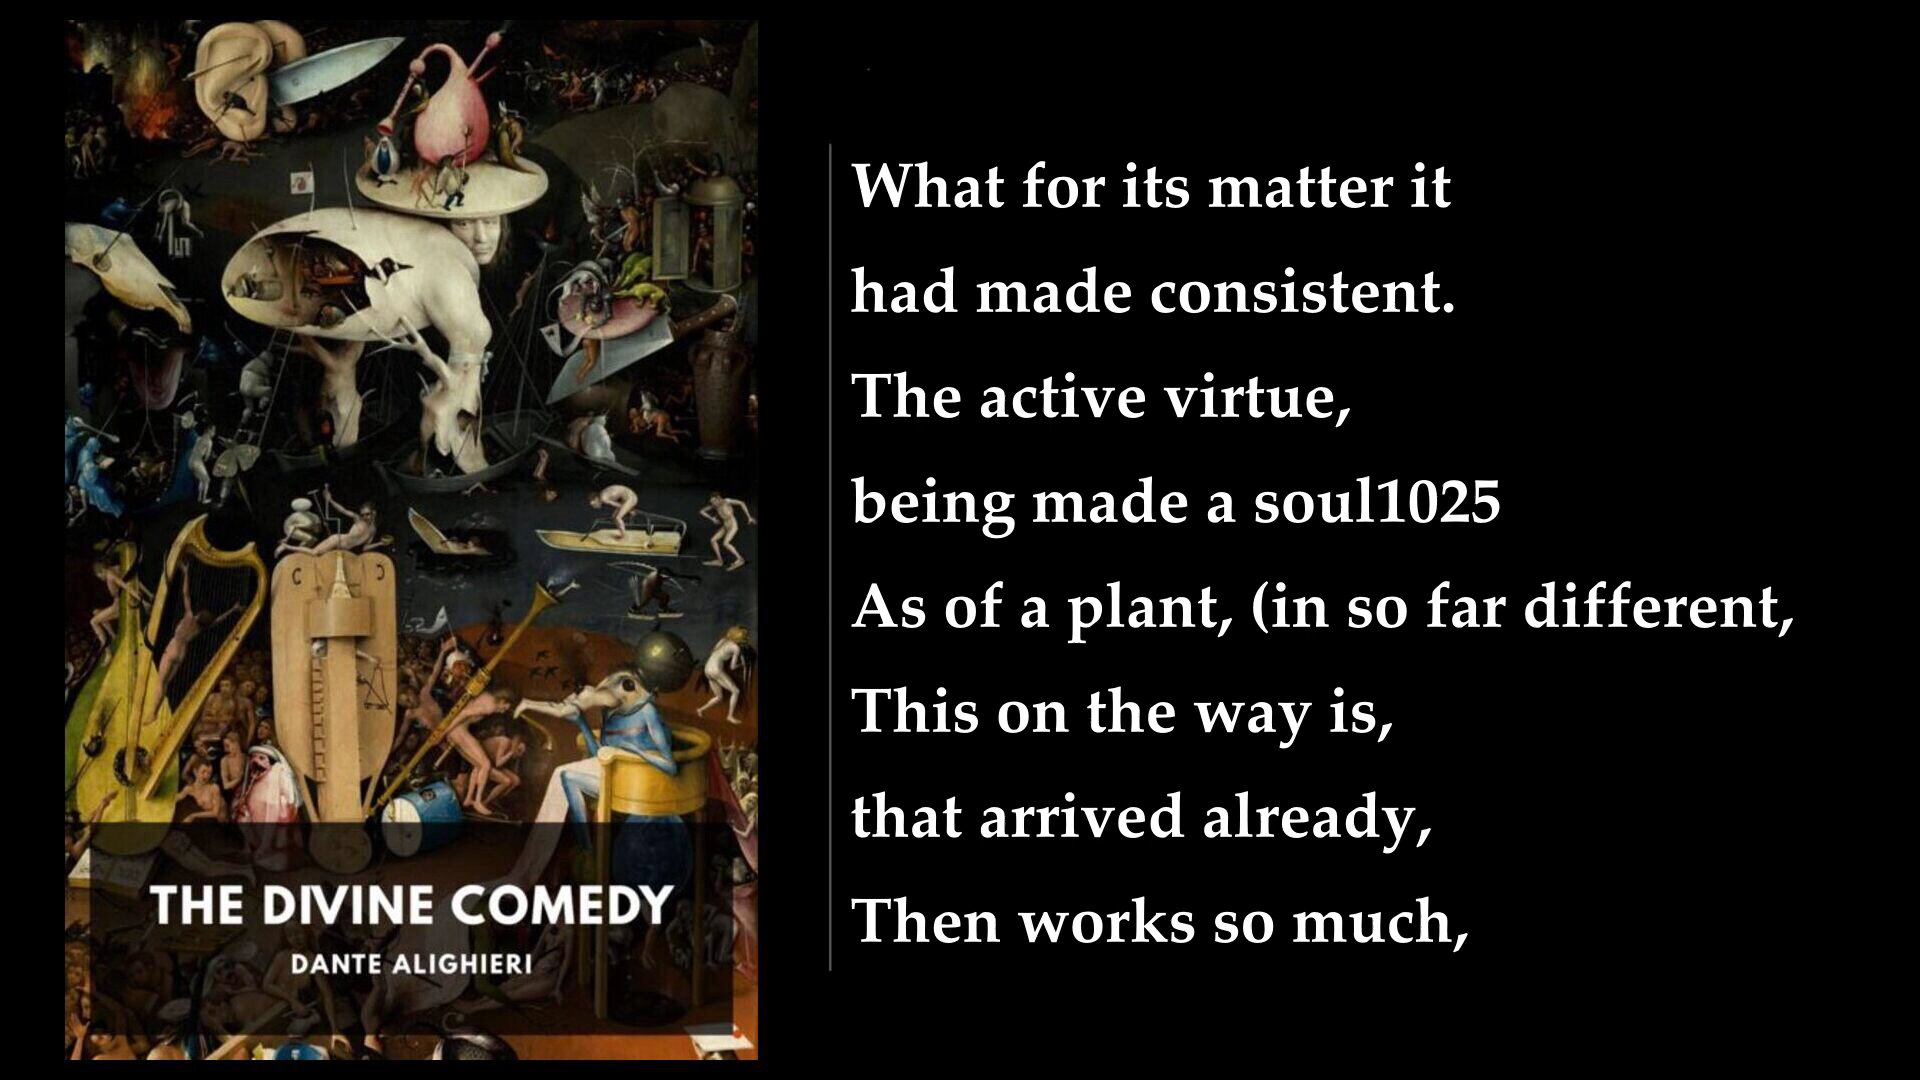 What for its matter it
had made consistent.
The active virtue,
being made a soul1025
As of a plant, (in so far different,
This on the way is,
that arrived already,
Then works so much,
THE DIVINE COMEDY
DANTE ALIGHIERI